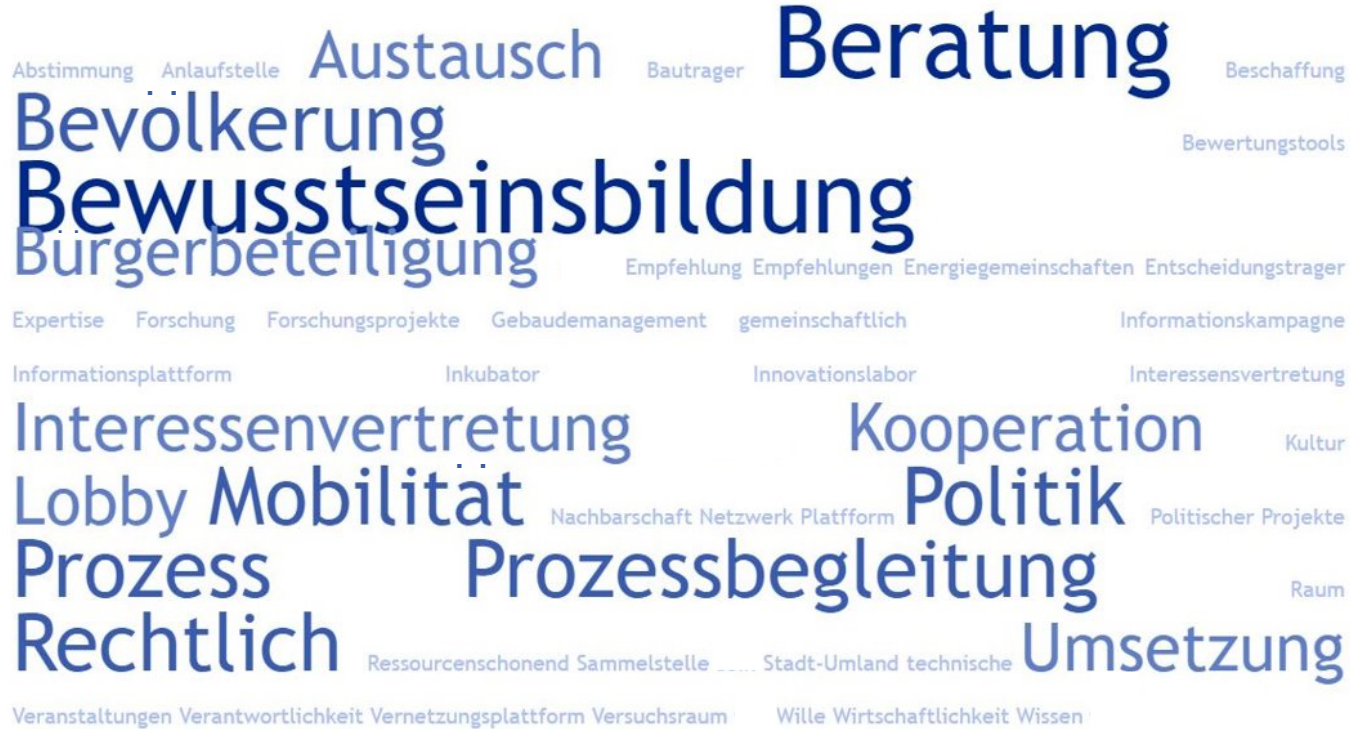 Abstimmung Anlaufstelle Austausch Bautrager Beratung Beschaffung
Bevölkerung Bewertungstools
Bewusstseinsbildung
Bürgerbeteiligung Empfehlung Empfehlungen Energiegemeinschaften Entscheidungstrager
Expertise Forschung Forschungsprojekte Gebaudemanagement gemeinschaftlich Informationskampagne
Informationsplattform Inkubator Innovationslabor Interessensvertretung
Interessenvertretung Kooperation Kultur
Lobby Mobilität Nachbarschaft Netzwerk Platfform Politik Politischer Projekte
Prozess Prozessbegleitung Raum
Rechtlich Ressourcenschonend Sammelstelle Stadt-Umland technische Umsetzung
Veranstaltungen Verantwortlichkeit Vernetzungsplattform Versuchsraum Wille Wirtschaftlichkeit Wissen